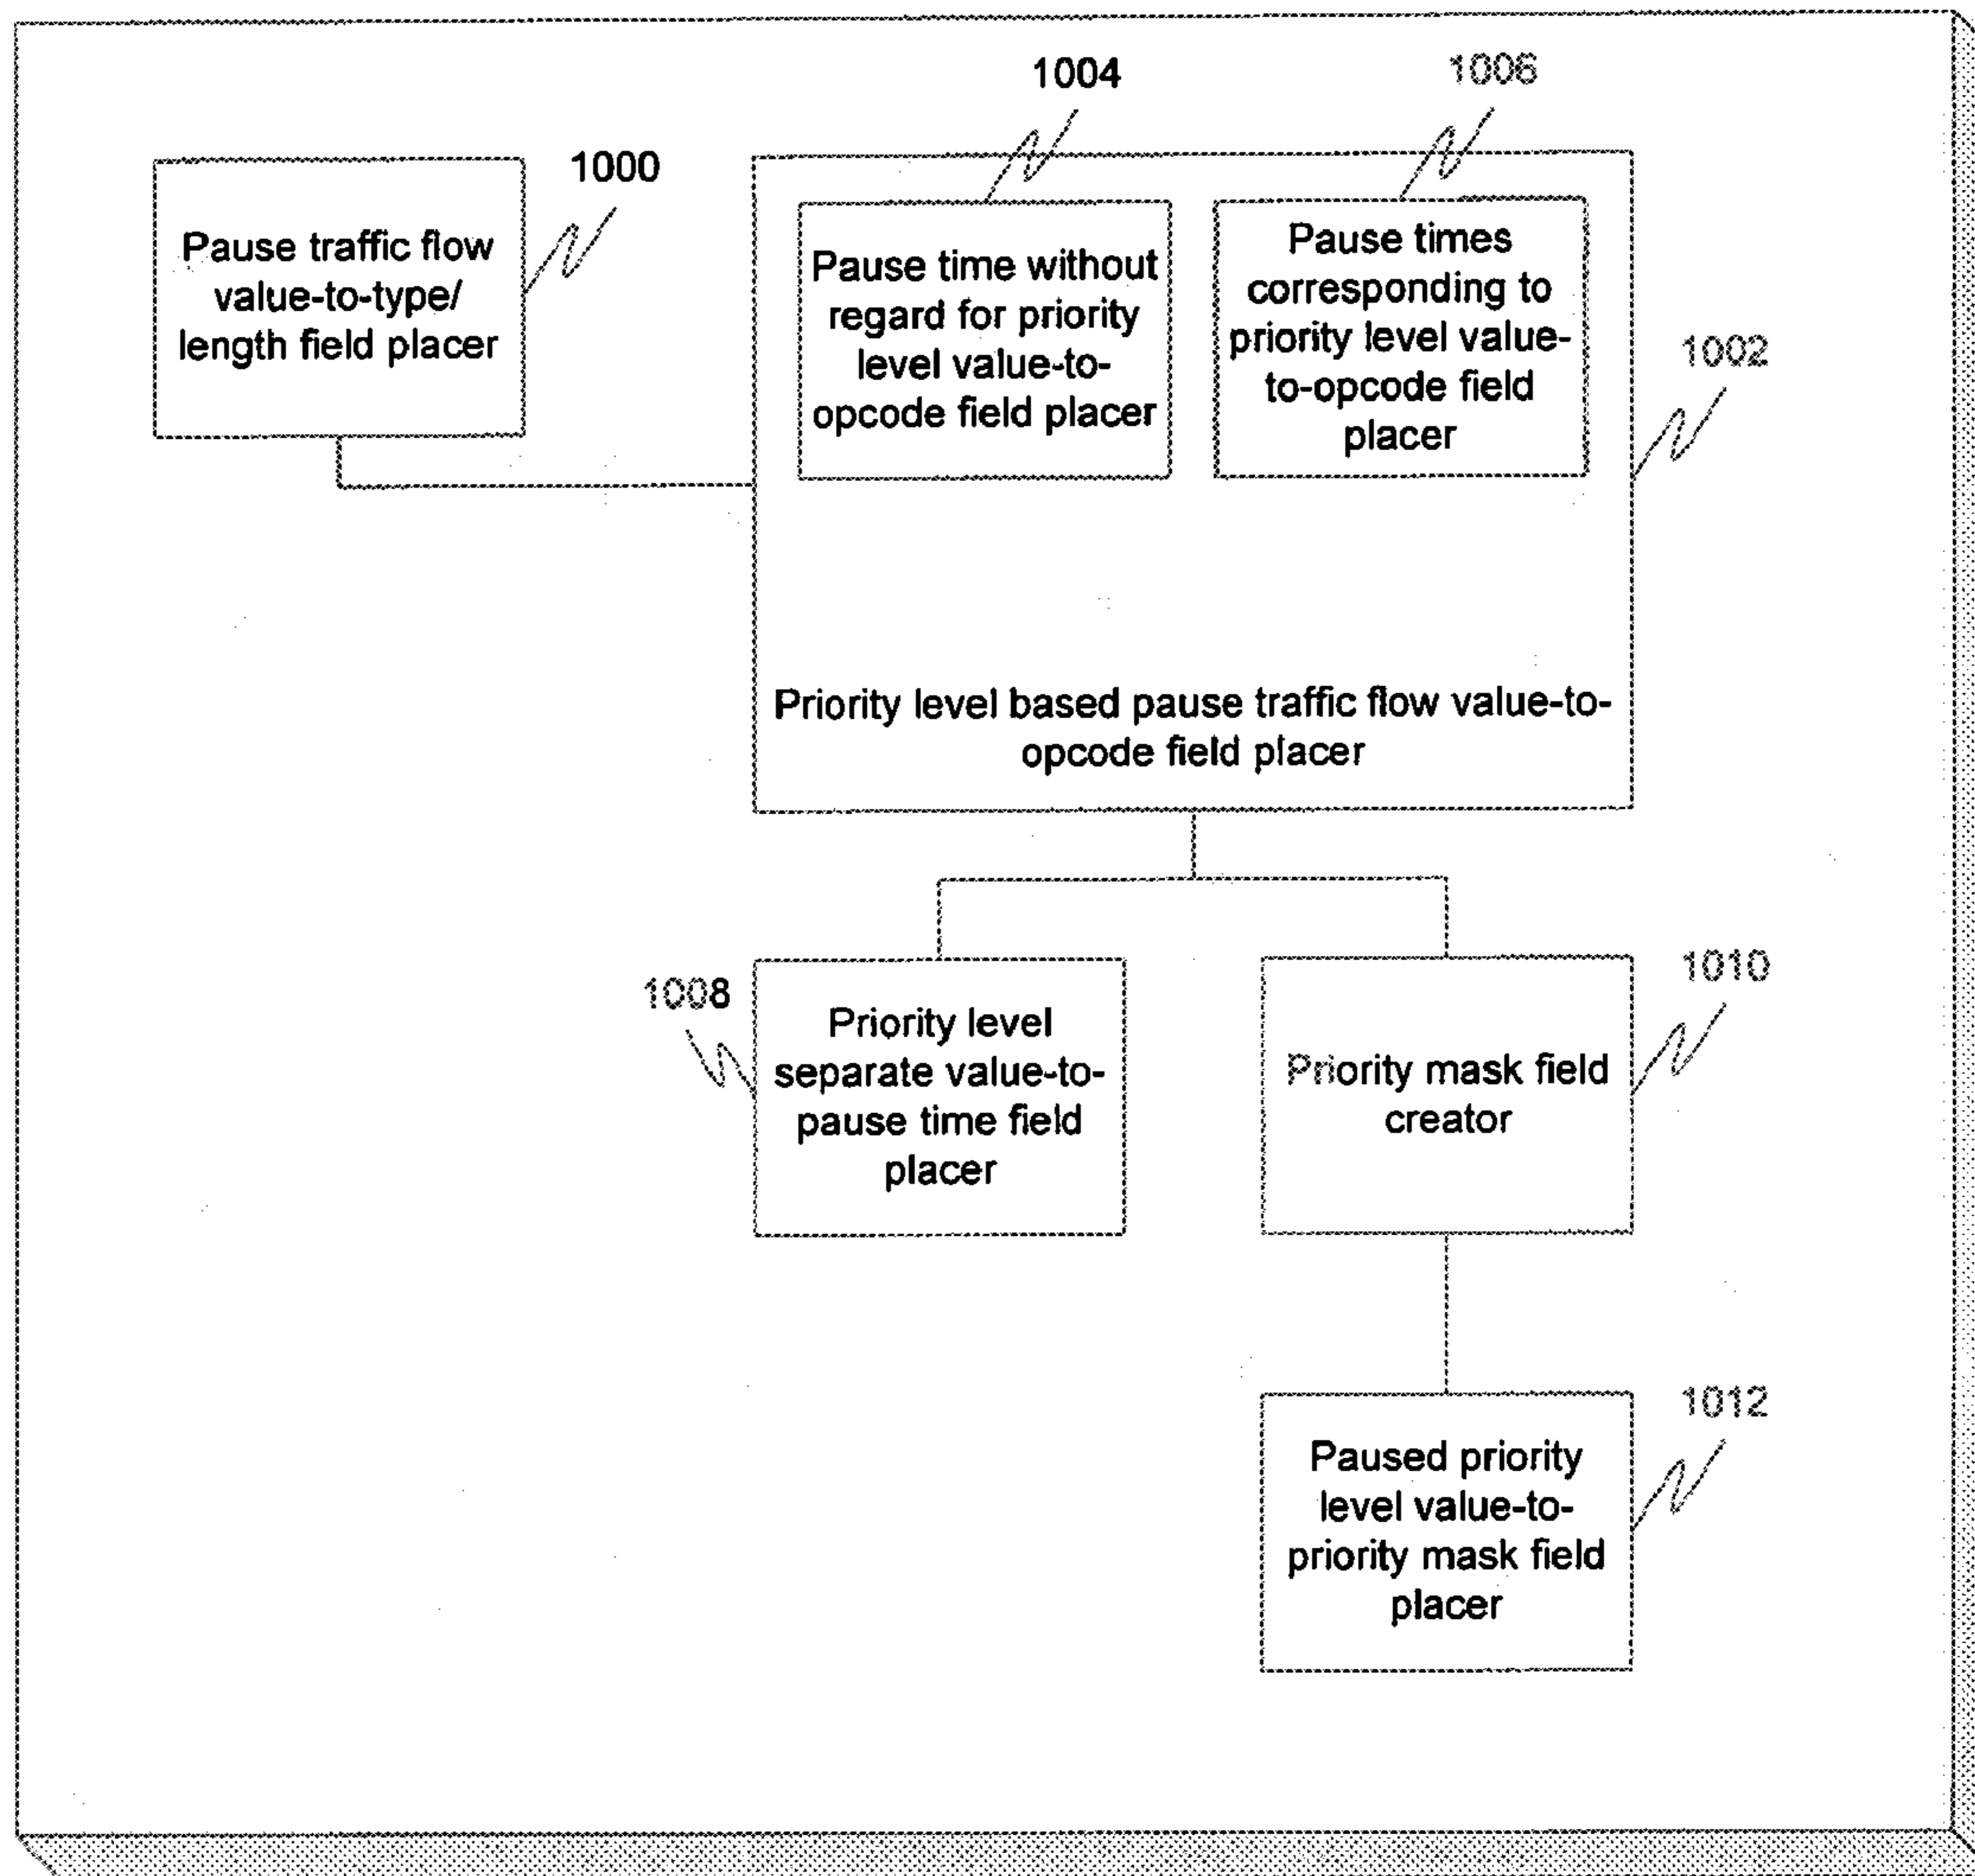 1004
1006
1000
Pause traffic flow
value-to-type/
length field placer
Pause time without
regard for priority
level value-to-
opcode field placer
Pause times
corresponding to
priority level value-
to-opcode field
placer
1002
Priority level based pause traffic flow value-to-
opcode field placer
1008
Priority level
separate value-to-
pause time field
placer
1010
Priority mask field
creator
1012
Paused priority
level value-to-
priority mask field
placer